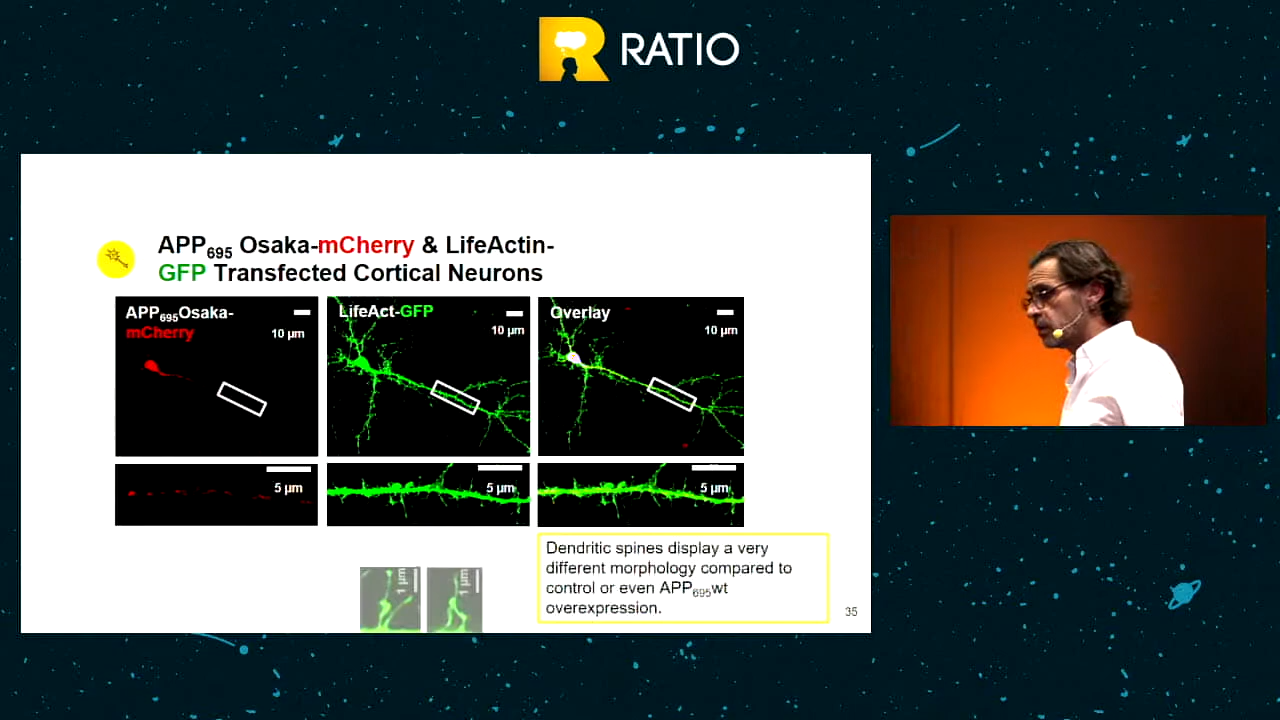 RATIO
APP695 Osaka-mCherry & LifeActin-
GFP Transfected Cortical Neurons
APP695Osaka-
mCherry
10 µm
LifeAct-GFP
10 µm
Overlay
10 µm
5 µm
5 µm
5 µm
1 µm
1 µm
Dendritic spines display a very
different morphology compared to
control or even APP695wt
overexpression.
35